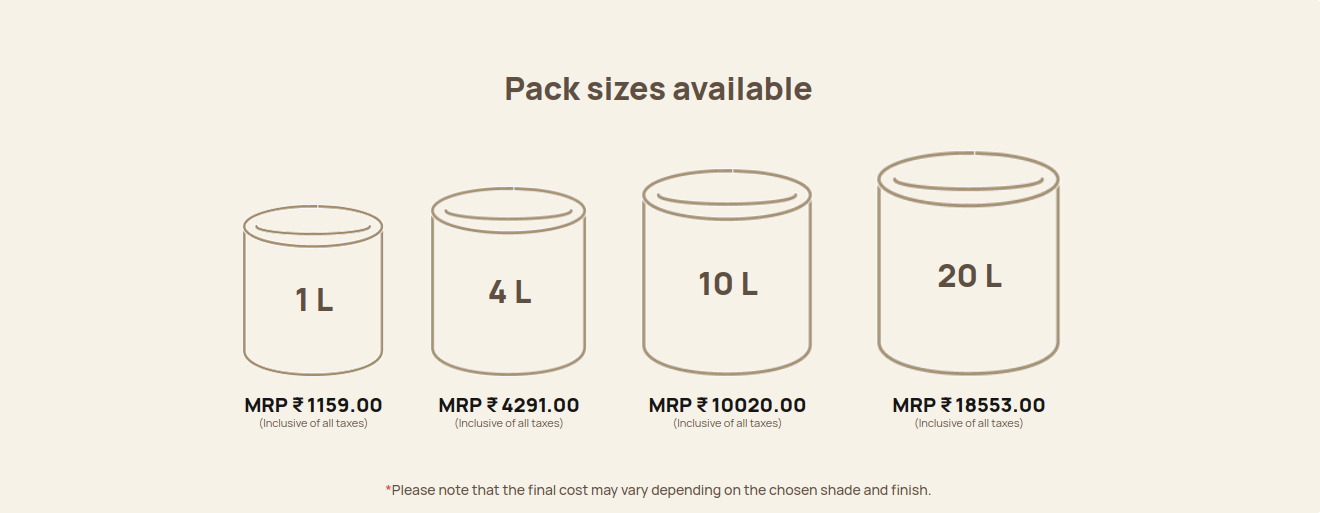 Pack sizes available
1 L
4 L
10 L
20 L
MRP ₹ 1159.00
(Inclusive of all taxes)
MRP ₹ 4291.00
(Inclusive of all taxes)
MRP ₹ 10020.00
(Inclusive of all taxes)
MRP ₹ 18553.00
(Inclusive of all taxes)
*Please note that the final cost may vary depending on the chosen shade and finish.